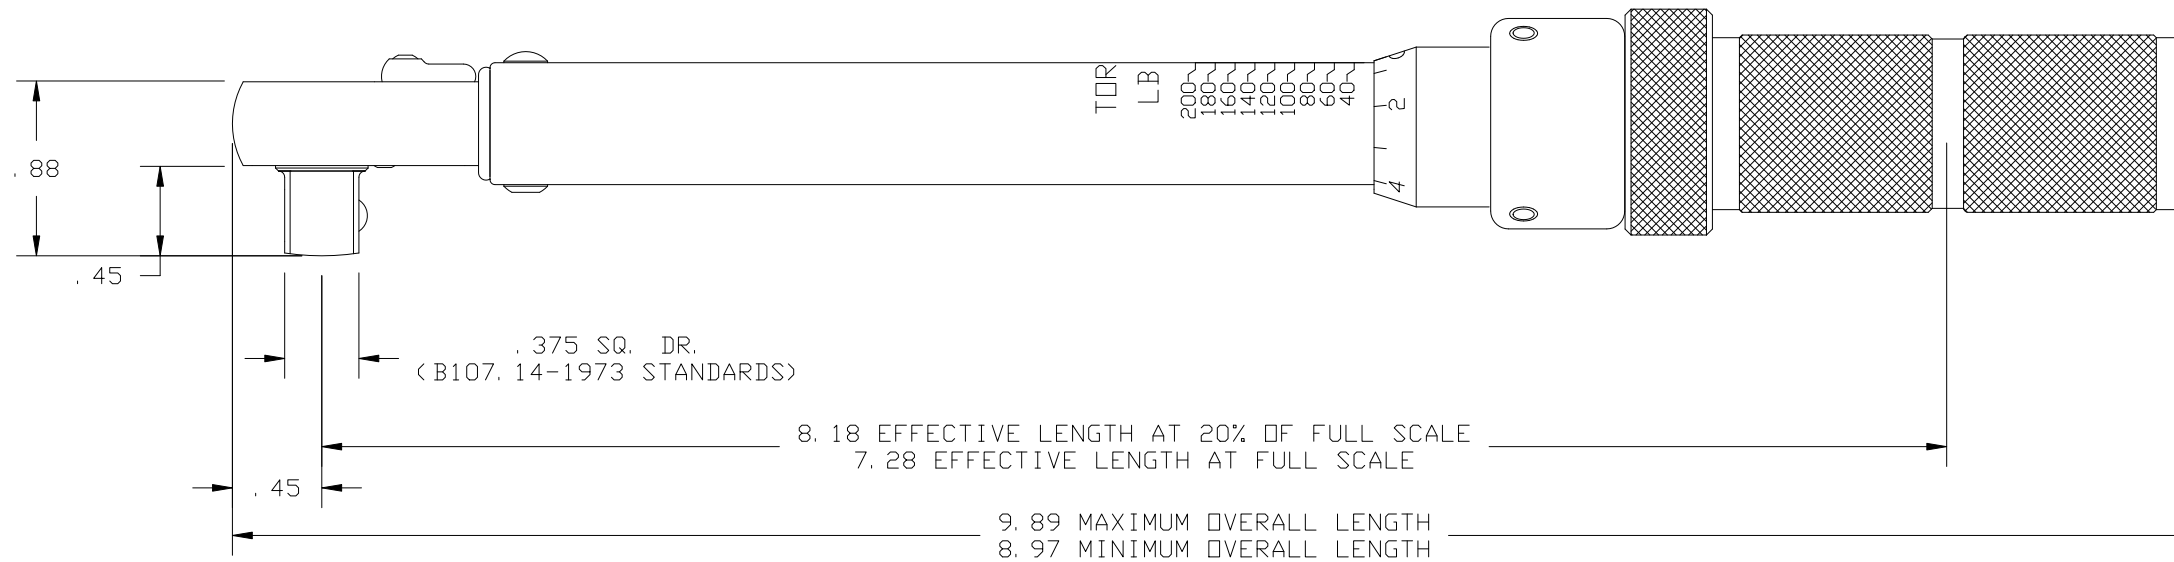 TOR
LB
200
180
160
140
120
100
80
60
40
2
4
.88
.45
.375 SQ. DR.
(B107.14-1973 STANDARDS)
8.18 EFFECTIVE LENGTH AT 20% OF FULL SCALE
7.28 EFFECTIVE LENGTH AT FULL SCALE
.45
9.89 MAXIMUM OVERALL LENGTH
8.97 MINIMUM OVERALL LENGTH